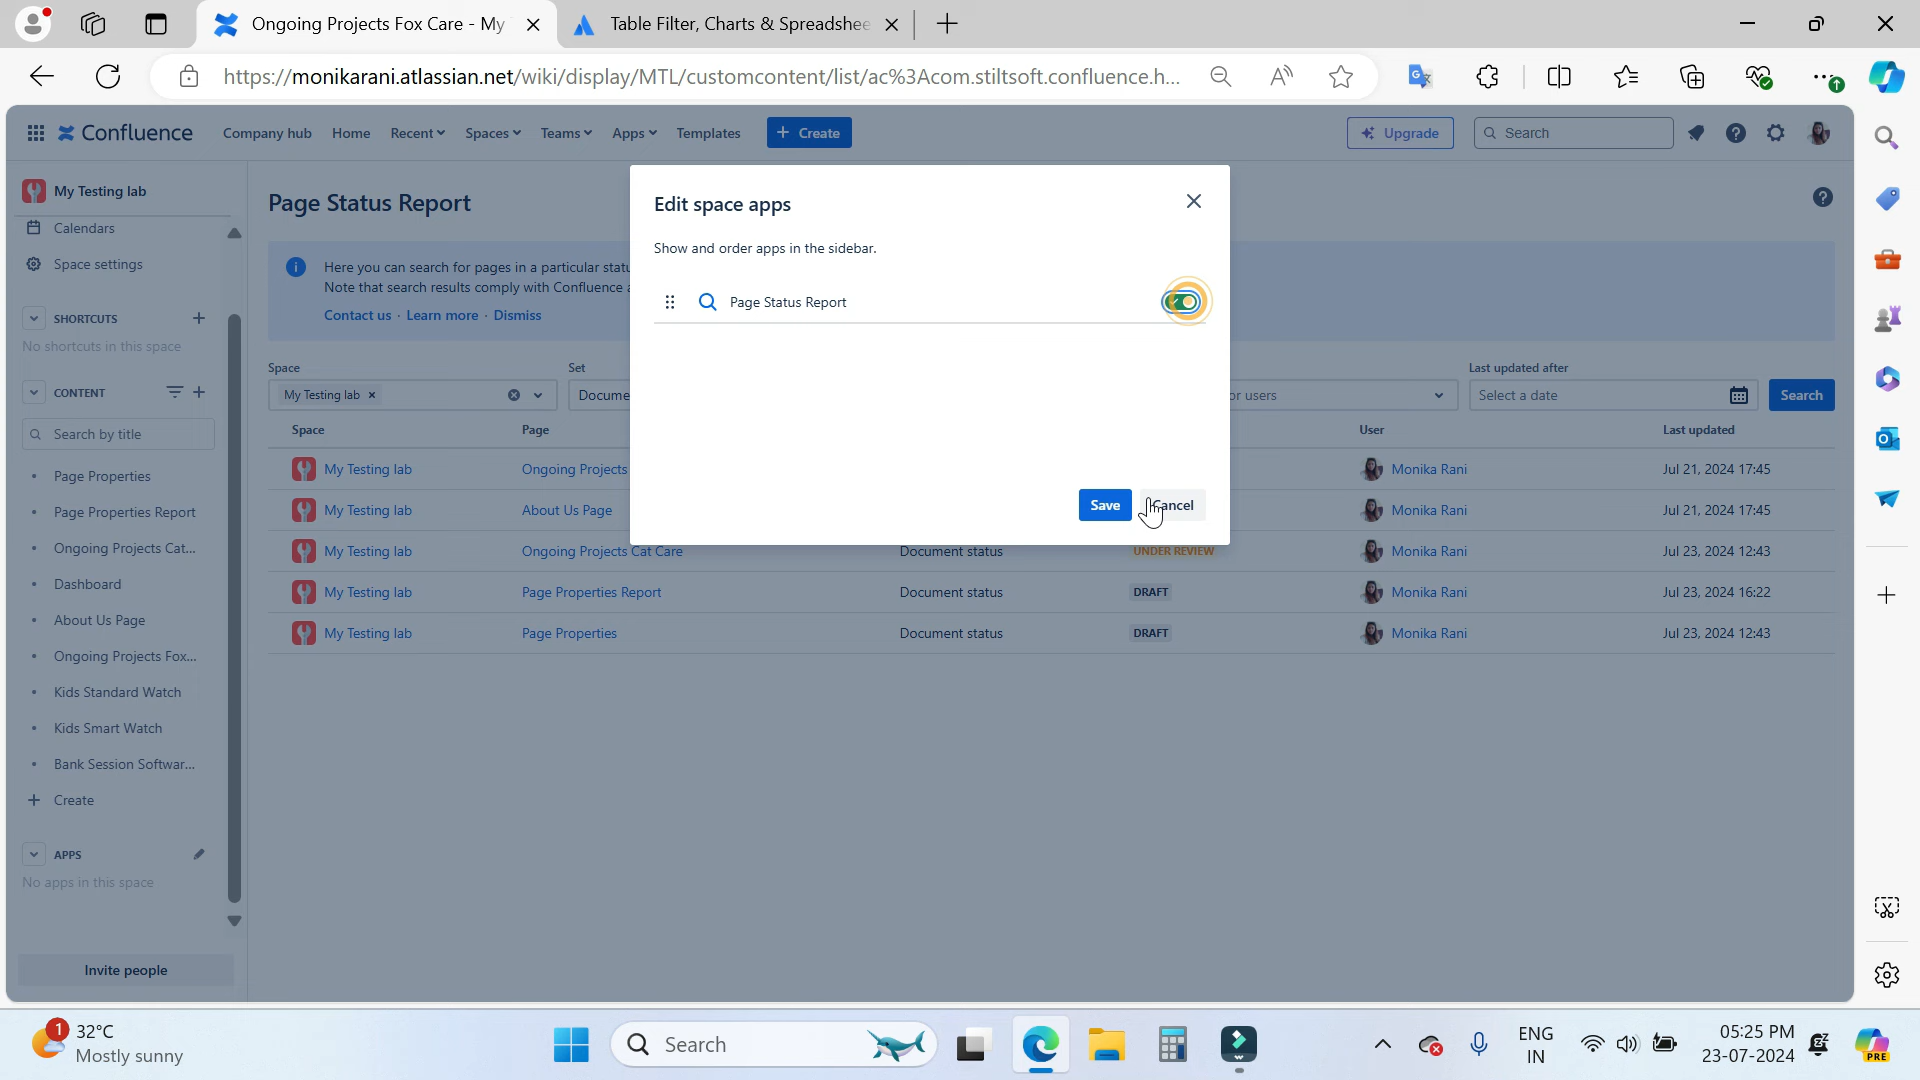 Ongoing Projects Fox Care - My
Table Filter, Charts & Spreadshee
https://monikarani.atlassian.net/wiki/display/MTL/customcontent/list/ac%3Acom.stiltsoft.confluence.h...
Confluence
Company hub
Home
Recent
Spaces
Teams
Apps
Templates
+ Create
Upgrade
Search
My Testing lab
Calendars
Space settings
SHORTCUTS
No shortcuts in this space
CONTENT
Search by title
Page Properties
Page Properties Report
Ongoing Projects Cat...
Dashboard
About Us Page
Ongoing Projects Fox...
Kids Standard Watch
Kids Smart Watch
Bank Session Softwar...
+ Create
APPS
No apps in this space
Invite people
Page Status Report
Here you can search for pages in a particular statu
Note that search results comply with Confluence a
Contact us · Learn more · Dismiss
Edit space apps
Show and order apps in the sidebar.
Page Status Report
Save
Cancel
Space
Set
Last updated after
My Testing lab
Docume
or users
Select a date
Search
Space Page User Last updated
My Testing lab Ongoing Projects Monika Rani Jul 21, 2024 17:45
My Testing lab About Us Page Monika Rani Jul 21, 2024 17:45
My Testing lab Ongoing Projects Cat Care Document status UNDER REVIEW Monika Rani Jul 23, 2024 12:43
My Testing lab Page Properties Report Document status DRAFT Monika Rani Jul 23, 2024 16:22
My Testing lab Page Properties Document status DRAFT Monika Rani Jul 23, 2024 12:43
1
32°C
Mostly sunny
Search
ENG
IN
05:25 PM
23-07-2024
PRE